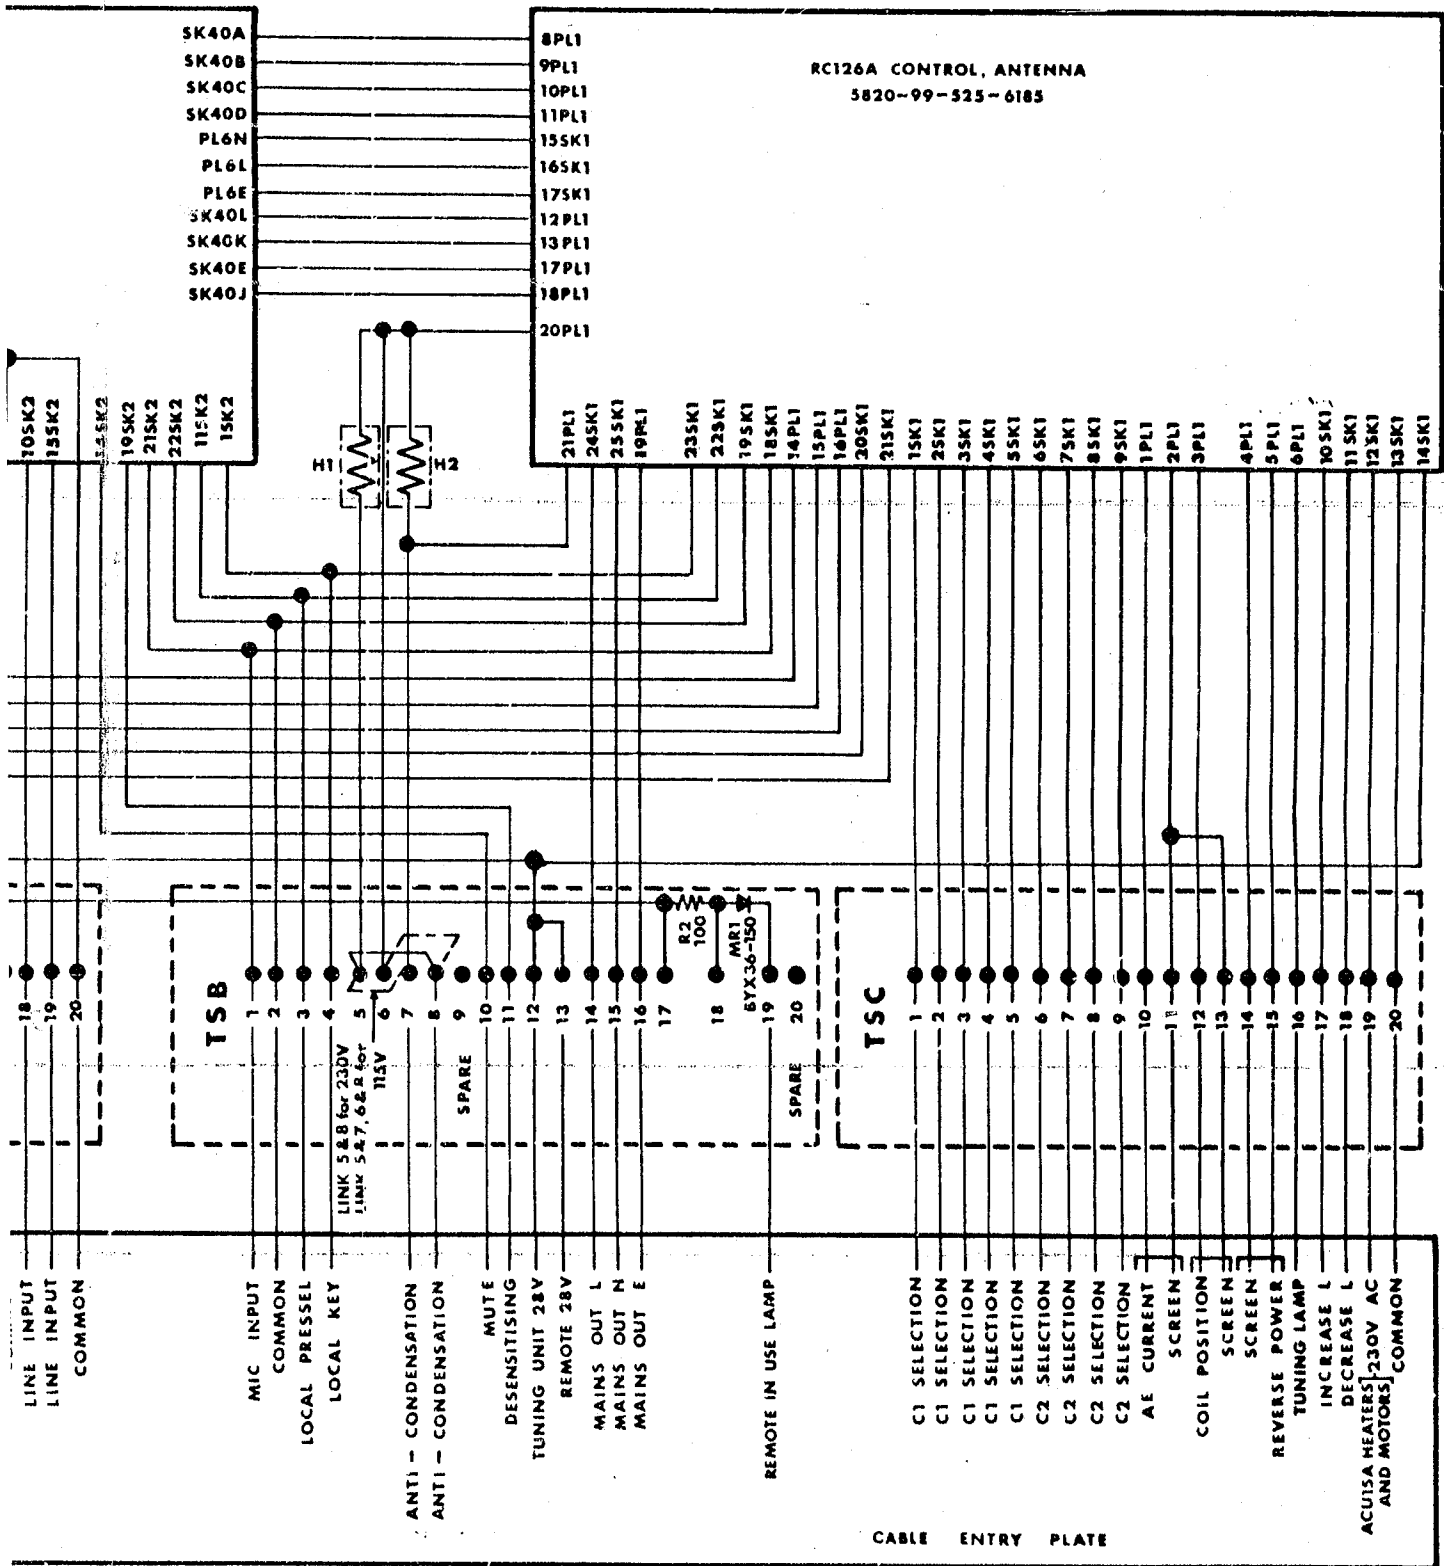 SK40A
SK40B
SK40C
SK40D
PL6N
PL6L
PL6E
SK40L
SK40K
SK40E
SK40J
8PL1
9PL1
10PL1
11PL1
15SK1
16SK1
17SK1
12PL1
13PL1
17PL1
18PL1
20PL1
RC126A CONTROL, ANTENNA
5820-99-525-6185
10SK2
13SK2
19SK2
21SK2
22SK2
11SK2
1SK2
H1
H2
21PL1
24SK1
25SK1
19PL1
23SK1
22SK1
19SK1
18SK1
14PL1
15PL1
16PL1
20SK1
21SK1
1SK1
2SK1
3SK1
4SK1
5SK1
6SK1
7SK1
8SK1
9SK1
1PL1
2PL1
3PL1
4PL1
5PL1
6PL1
10SK1
11SK1
12SK1
13SK1
14SK1
18
19
20
TSB
1
2
3
4
5
6
7
8
9
10
11
12
13
14
15
16
17
18
19
20
R2
100
MR1
BYX36-150
LINK 5&8 for 230V
LINK 5&7, 6&8 for
115V
SPARE
SPARE
TSC
1
2
3
4
5
6
7
8
9
10
11
12
13
14
15
16
17
18
19
20
LINE INPUT
LINE INPUT
COMMON
MIC INPUT
COMMON
LOCAL PRESSEL
LOCAL KEY
ANTI-CONDENSATION
ANTI-CONDENSATION
MUTE
DESENSITISING
TUNING UNIT 28V
REMOTE 28V
MAINS OUT L
MAINS OUT N
MAINS OUT E
REMOTE IN USE LAMP
C1 SELECTION
C1 SELECTION
C1 SELECTION
C1 SELECTION
C1 SELECTION
C2 SELECTION
C2 SELECTION
C2 SELECTION
C2 SELECTION
AE CURRENT
SCREEN
COIL POSITION
SCREEN
SCREEN
REVERSE POWER
TUNING LAMP
INCREASE L
DECREASE L
ACU15A HEATERS
AND MOTORS
230V AC
COMMON
CABLE ENTRY PLATE